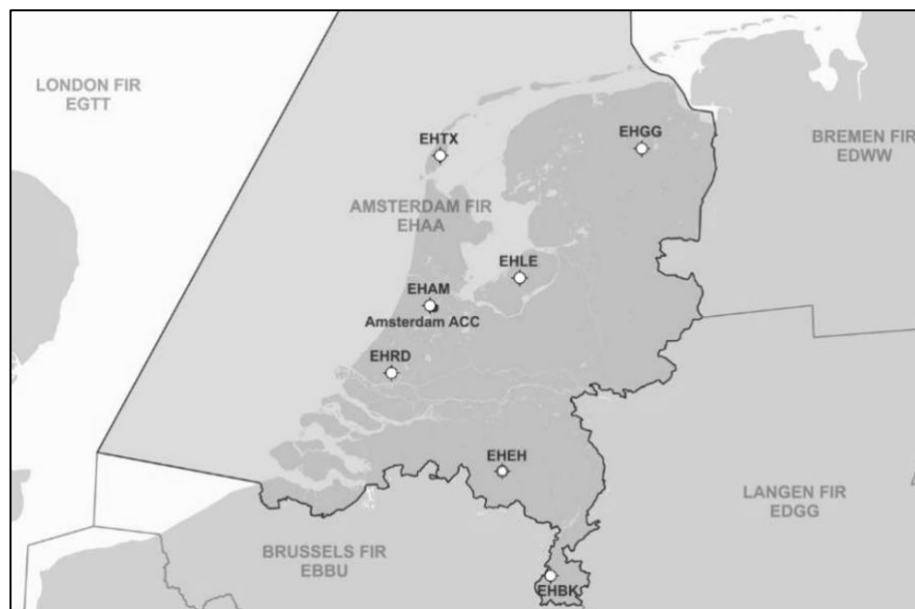 LONDON FIR
EGTT
EHTX
EHGG
BREMEN FIR
EDWW
AMSTERDAM FIR
EHAA
EHLE
EHAM
Amsterdam ACC
EHRD
EHEH
LANGEN FIR
EDGG
BRUSSELS FIR
EBBU
EHBK